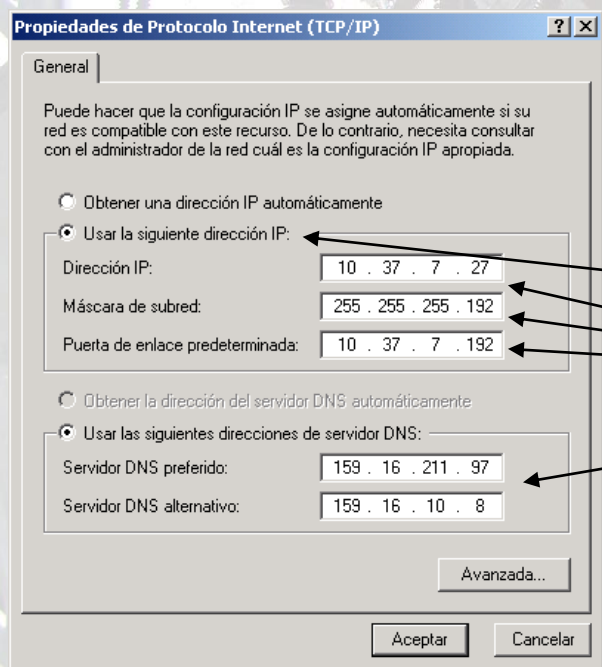 Propiedades de Protocolo Internet (TCP/IP)
General
Puede hacer que la configuración IP se asigne automáticamente si su
red es compatible con este recurso. De lo contrario, necesita consultar
con el administrador de la red cuál es la configuración IP apropiada.
Obtener una dirección IP automáticamente
Usar la siguiente dirección IP:
Dirección IP: 10 . 37 . 7 . 27
Máscara de subred: 255 . 255 . 255 . 192
Puerta de enlace predeterminada: 10 . 37 . 7 . 192
Obtener la dirección del servidor DNS automáticamente
Usar las siguientes direcciones de servidor DNS:
Servidor DNS preferido: 159 . 16 . 211 . 97
Servidor DNS alternativo: 159 . 16 . 10 . 8
Avanzada...
Aceptar Cancelar